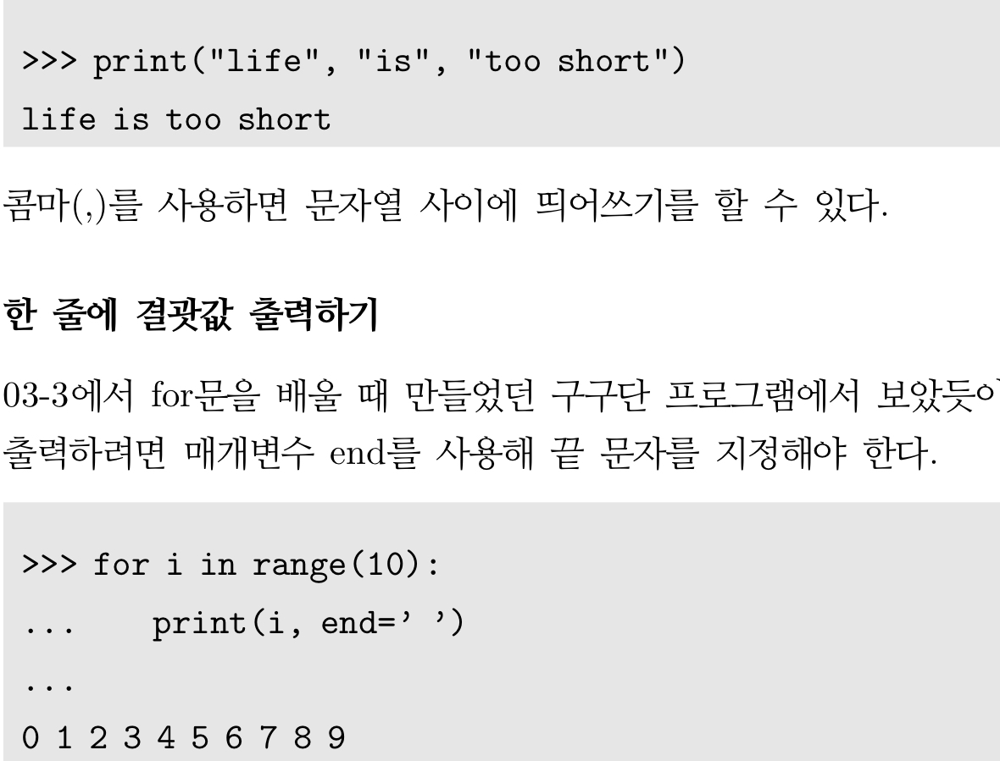 >>> print("life", "is", "too short")
life is too short
콤마(,)를 사용하면 문자열 사이에 띄어쓰기를 할 수 있다.
한 줄에 결괏값 출력하기
03-3에서 for문을 배울 때 만들었던 구구단 프로그램에서 보았듯이
출력하려면 매개변수 end를 사용해 끝 문자를 지정해야 한다.
>>> for i in range(10):
...    print(i, end=’ ’)
...
0 1 2 3 4 5 6 7 8 9